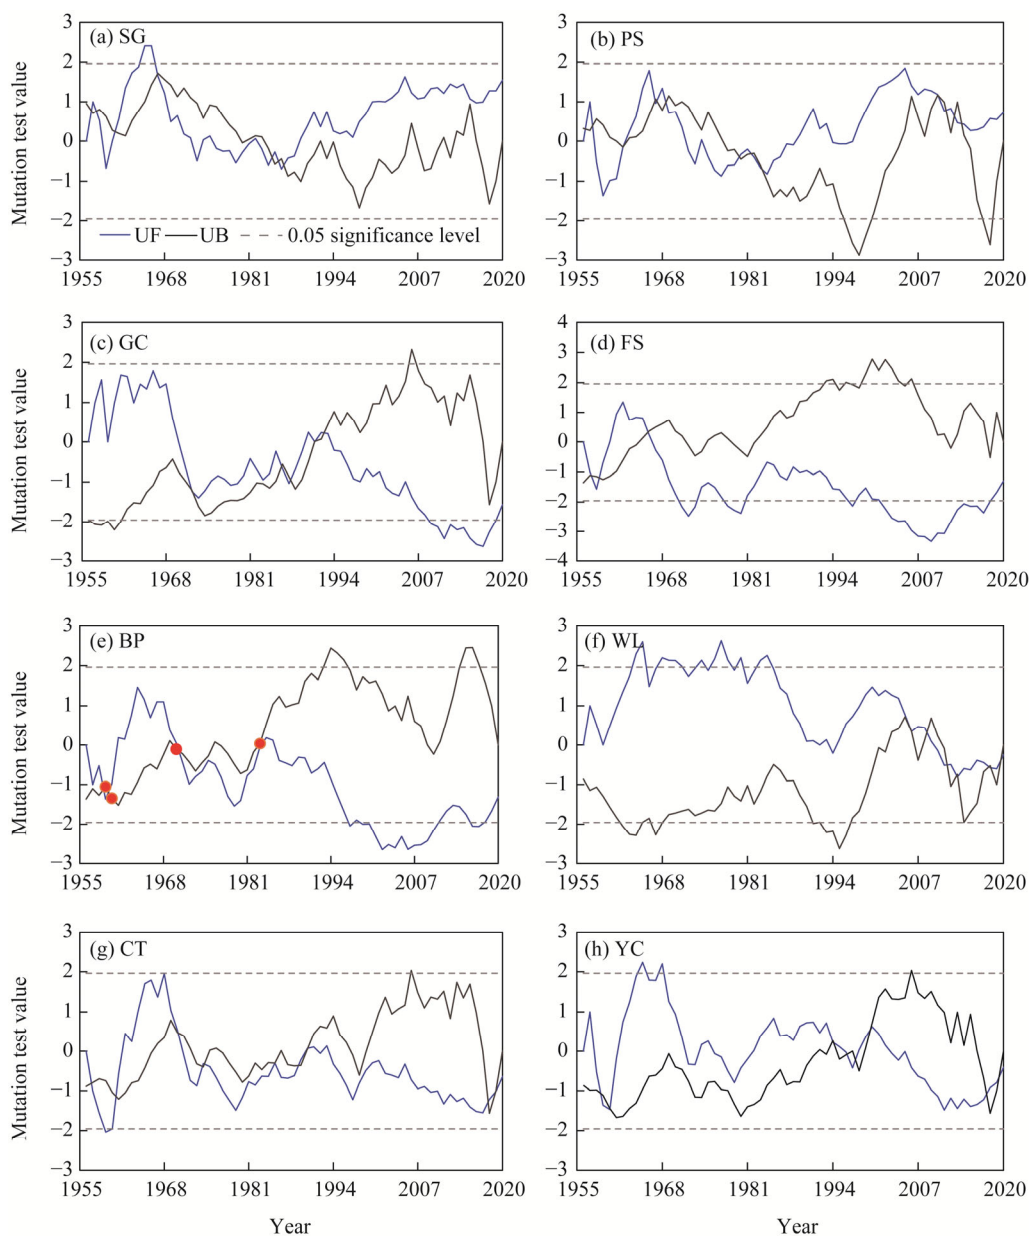 (a) SG
3
2
1
0
−1
−2
−3
Mutation test value
UF UB 0.05 significance level
1955 1968 1981 1994 2007 2020
(b) PS
3
2
1
0
−1
−2
−3
1955 1968 1981 1994 2007 2020
(c) GC
3
2
1
0
−1
−2
−3
Mutation test value
1955 1968 1981 1994 2007 2020
(d) FS
4
3
2
1
0
−1
−2
−3
−4
1955 1968 1981 1994 2007 2020
(e) BP
3
2
1
0
−1
−2
−3
Mutation test value
1955 1968 1981 1994 2007 2020
(f) WL
3
2
1
0
−1
−2
−3
1955 1968 1981 1994 2007 2020
(g) CT
3
2
1
0
−1
−2
−3
Mutation test value
1955 1968 1981 1994 2007 2020
Year
(h) YC
3
2
1
0
−1
−2
−3
1955 1968 1981 1994 2007 2020
Year